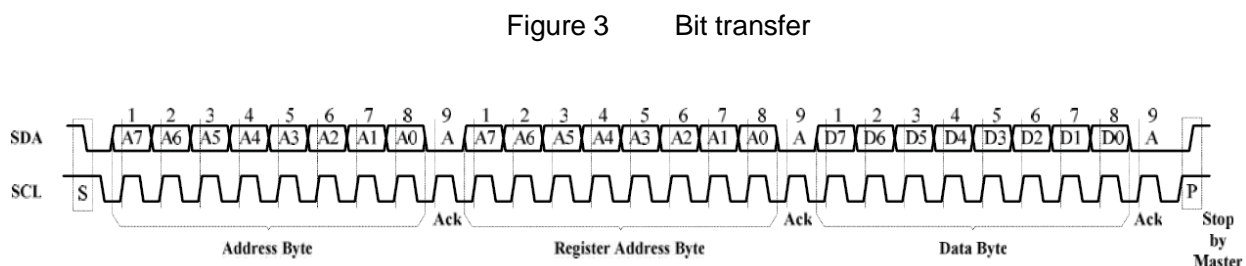 Figure 3 Bit transfer
1 2 3 4 5 6 7 8 9 1 2 3 4 5 6 7 8 9 1 2 3 4 5 6 7 8 9
SDA A7 A6 A5 A4 A3 A2 A1 A0 A A7 A6 A5 A4 A3 A2 A1 A0 A D7 D6 D5 D4 D3 D2 D1 D0 A
SCL S P
Ack Ack Ack Stop
Address Byte Register Address Byte Data Byte by
Master